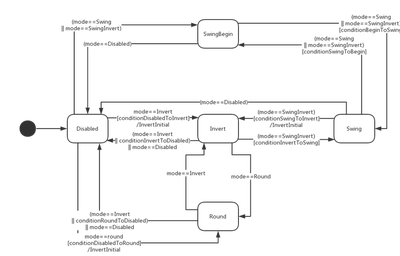 (mode==Swing
|| mode==SwingInvert)
(mode==Swing
|| mode==SwingInvert)
[conditionBeginToSwing]
SwingBegin
(mode==Disabled)
(mode==Swing
|| mode==SwingInvert)
[conditionSwingToBegin]
(mode==Disabled)
mode==Invert
[conditionDisabledToInvert]
/InvertInitial
(mode==SwingInvert)
[conditionSwingToInvert]
/InvertInitial
Disabled
Invert
Swing
(mode==Invert
|| conditionInvertToDisabled)
|| mode==Disabled
(mode==SwingInvert)
[conditionInvertToSwing]
mode==Invert
mode==Round
Round
(mode==Invert
|| conditionRoundToDisabled)
|| mode==Disabled
mode==round
[conditionDisabledToRound]
/InvertInitial